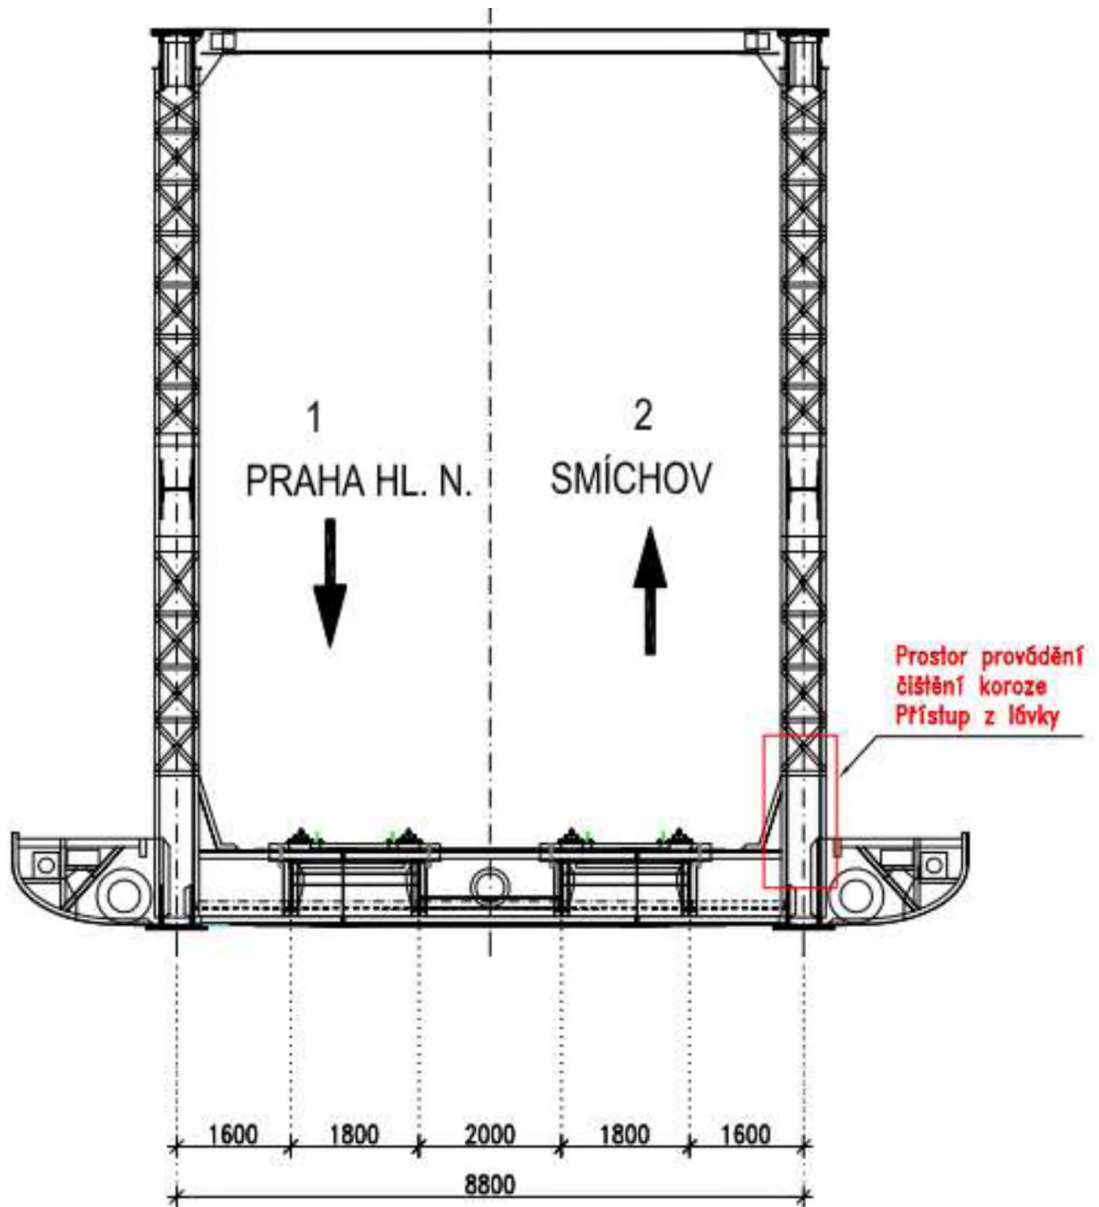 1
2
PRAHA HL. N.
SMÍCHOV
Prostor provádění
čištění koroze
Přístup z lávky
1600
1800
2000
1800
1600
8800